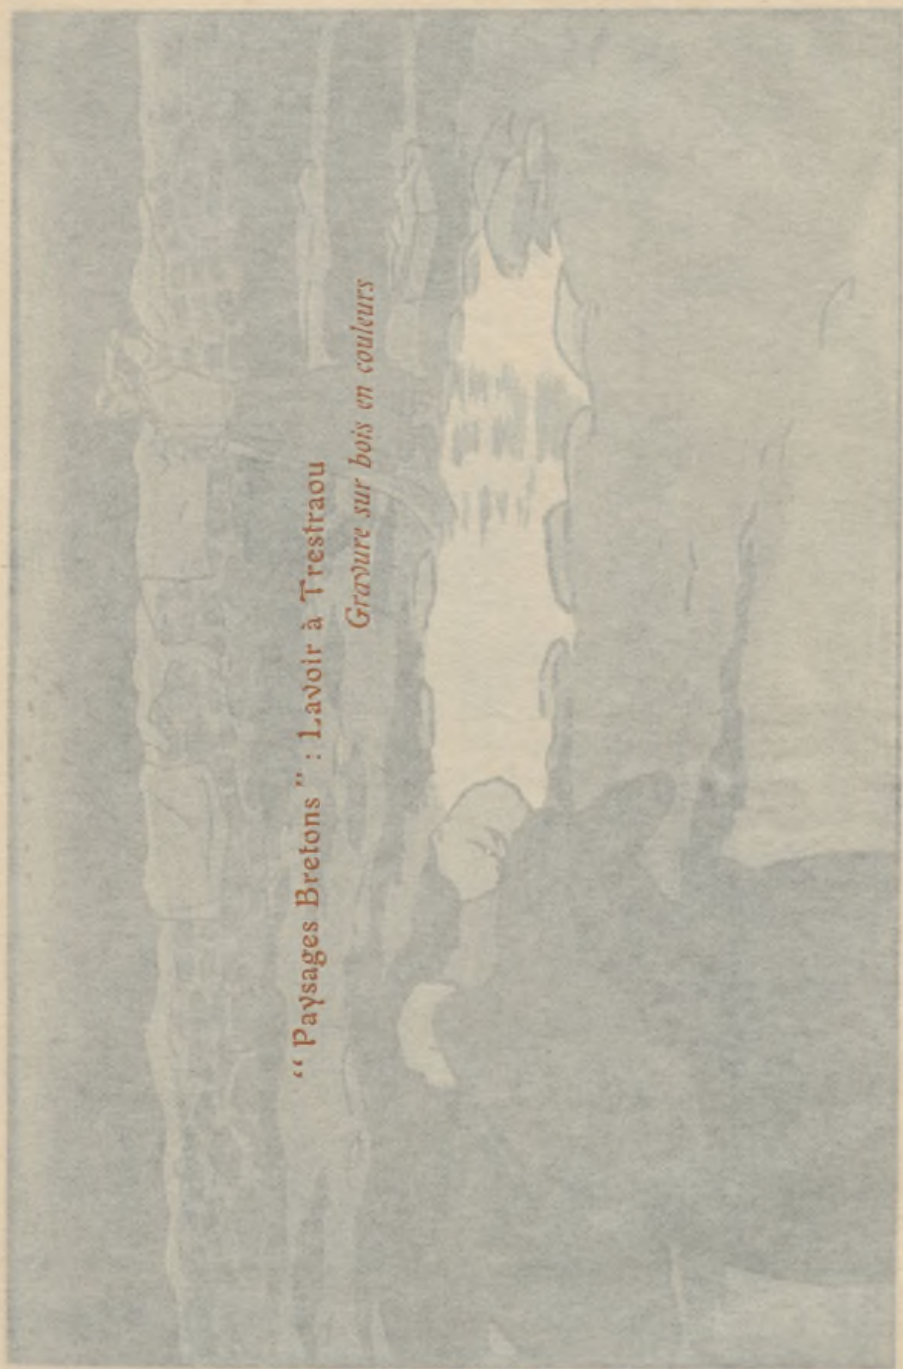 “ Paysages Bretons ” : Lavoir à Trestraou
Gravure sur bois en couleurs